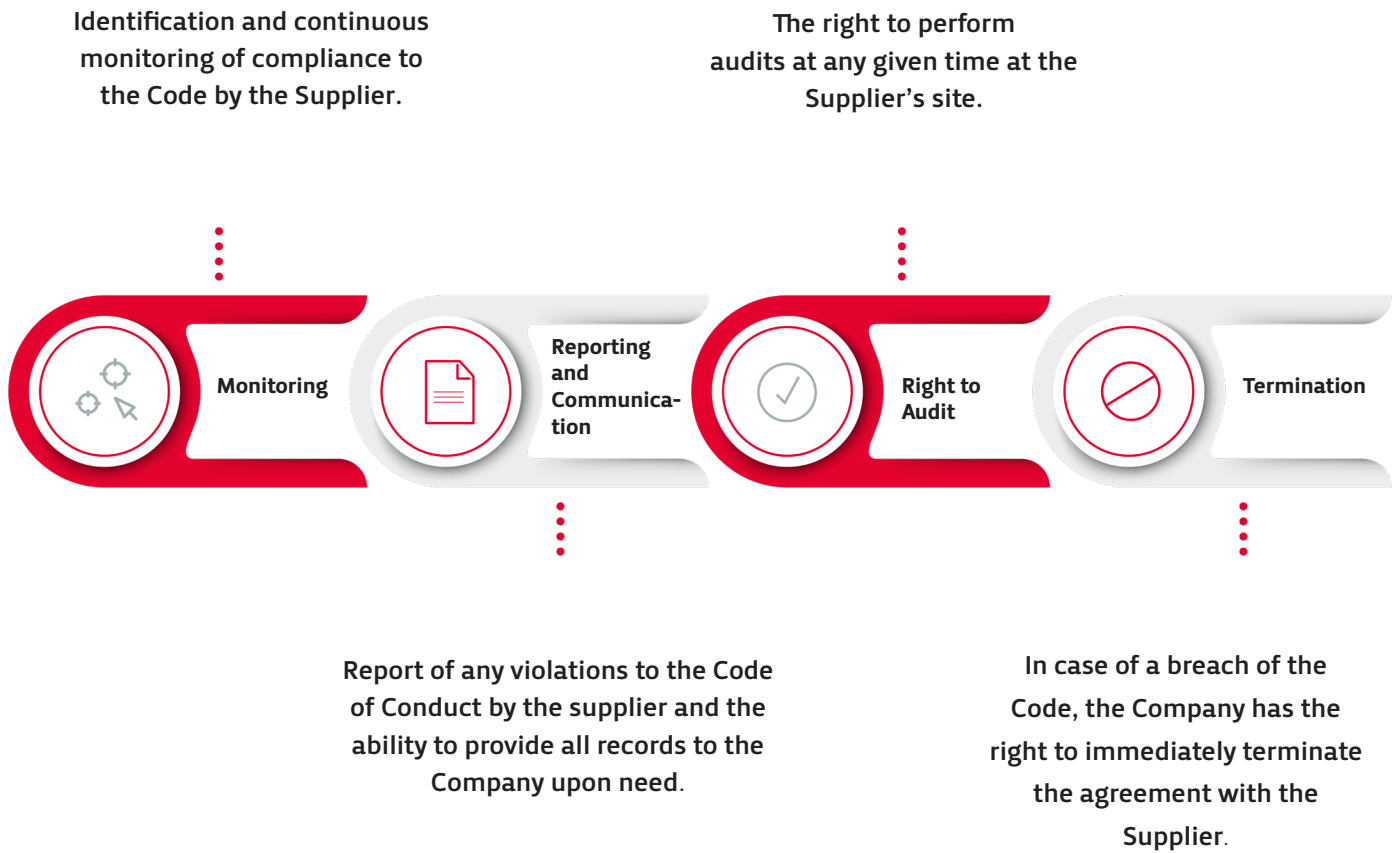 Identification and continuous
monitoring of compliance to
the Code by the Supplier.
The right to perform
audits at any given time at the
Supplier's site.
Monitoring
Reporting
and
Communica-
tion
Right to
Audit
Termination
Report of any violations to the Code
of Conduct by the supplier and the
ability to provide all records to the
Company upon need.
In case of a breach of the
Code, the Company has the
right to immediately terminate
the agreement with the
Supplier.